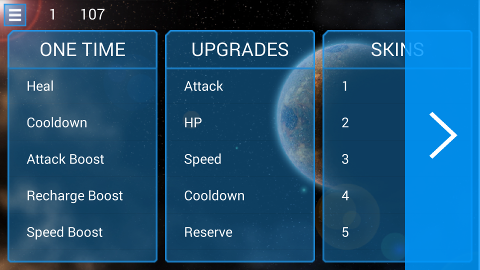 1 107
ONE TIME
Heal
Cooldown
Attack Boost
Recharge Boost
Speed Boost
UPGRADES
Attack
HP
Speed
Cooldown
Reserve
SKINS
1
2
3
4
5